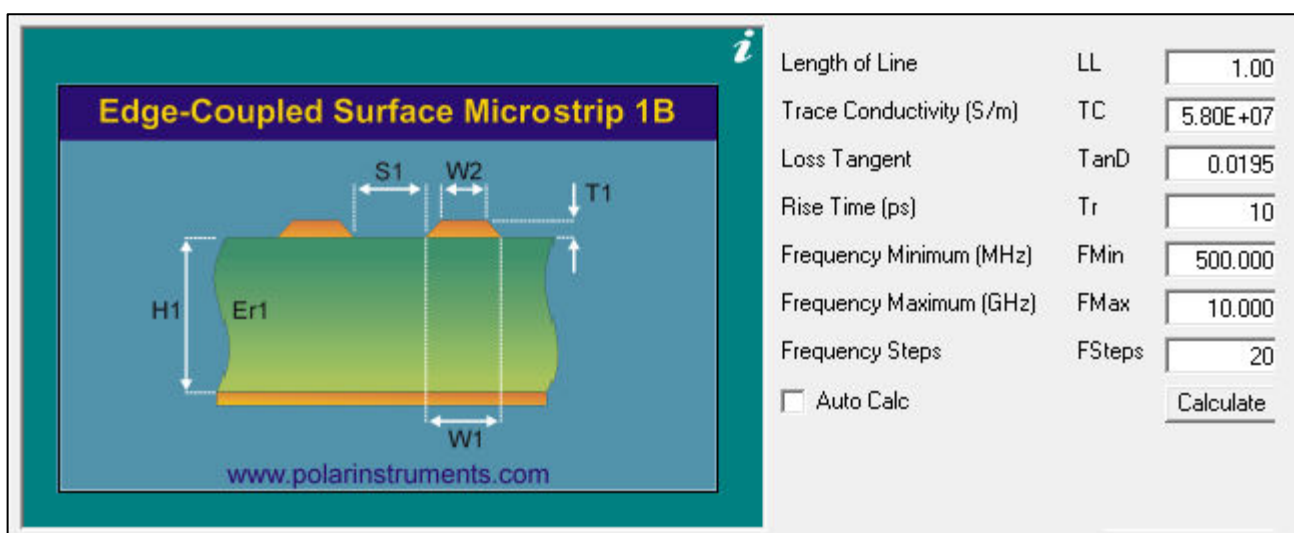 i
Edge-Coupled Surface Microstrip 1B
S1
W2
T1
H1
Er1
W1
www.polarinstruments.com
Length of Line LL 1.00
Trace Conductivity (S/m) TC 5.80E+07
Loss Tangent TanD 0.0195
Rise Time (ps) Tr 10
Frequency Minimum (MHz) FMin 500.000
Frequency Maximum (GHz) FMax 10.000
Frequency Steps FSteps 20
Auto Calc Calculate